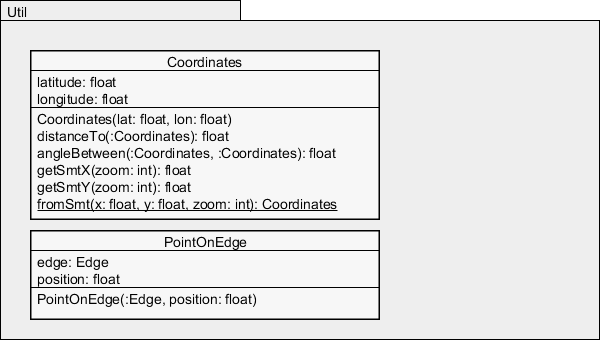 Util
Coordinates
latitude: float
longitude: float
Coordinates(lat: float, lon: float)
distanceTo(:Coordinates): float
angleBetween(:Coordinates, :Coordinates): float
getSmtX(zoom: int): float
getSmtY(zoom: int): float
fromSmt(x: float, y: float, zoom: int): Coordinates
PointOnEdge
edge: Edge
position: float
PointOnEdge(:Edge, position: float)